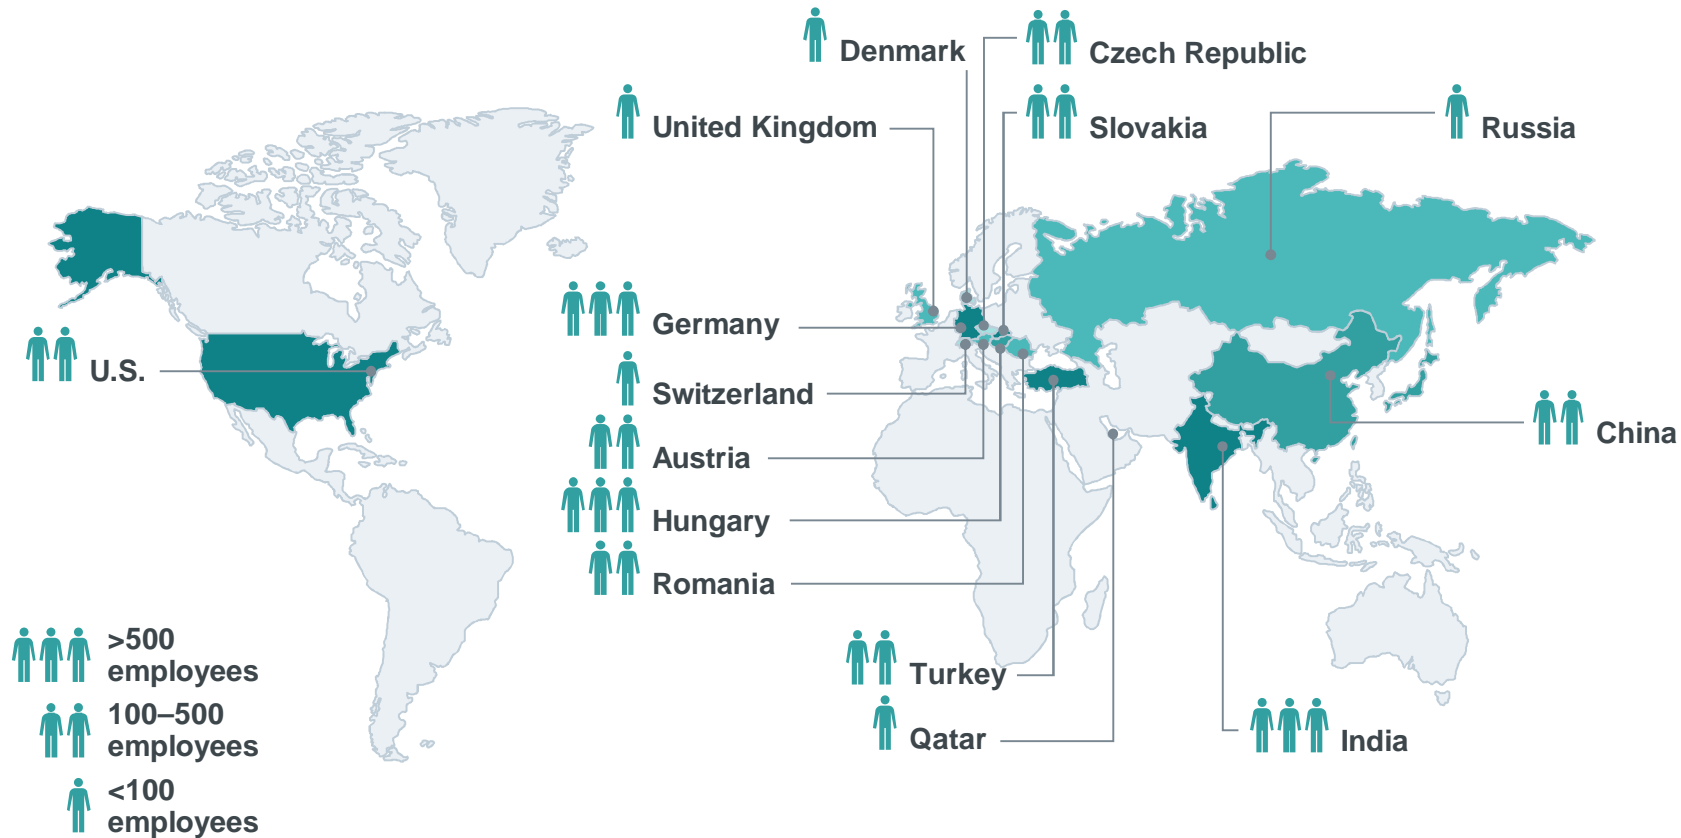 Denmark
Czech Republic
United Kingdom
Slovakia
Russia
Germany
U.S.
Switzerland
China
Austria
Hungary
Romania
>500
employees
Turkey
100–500
employees
Qatar
India
<100
employees